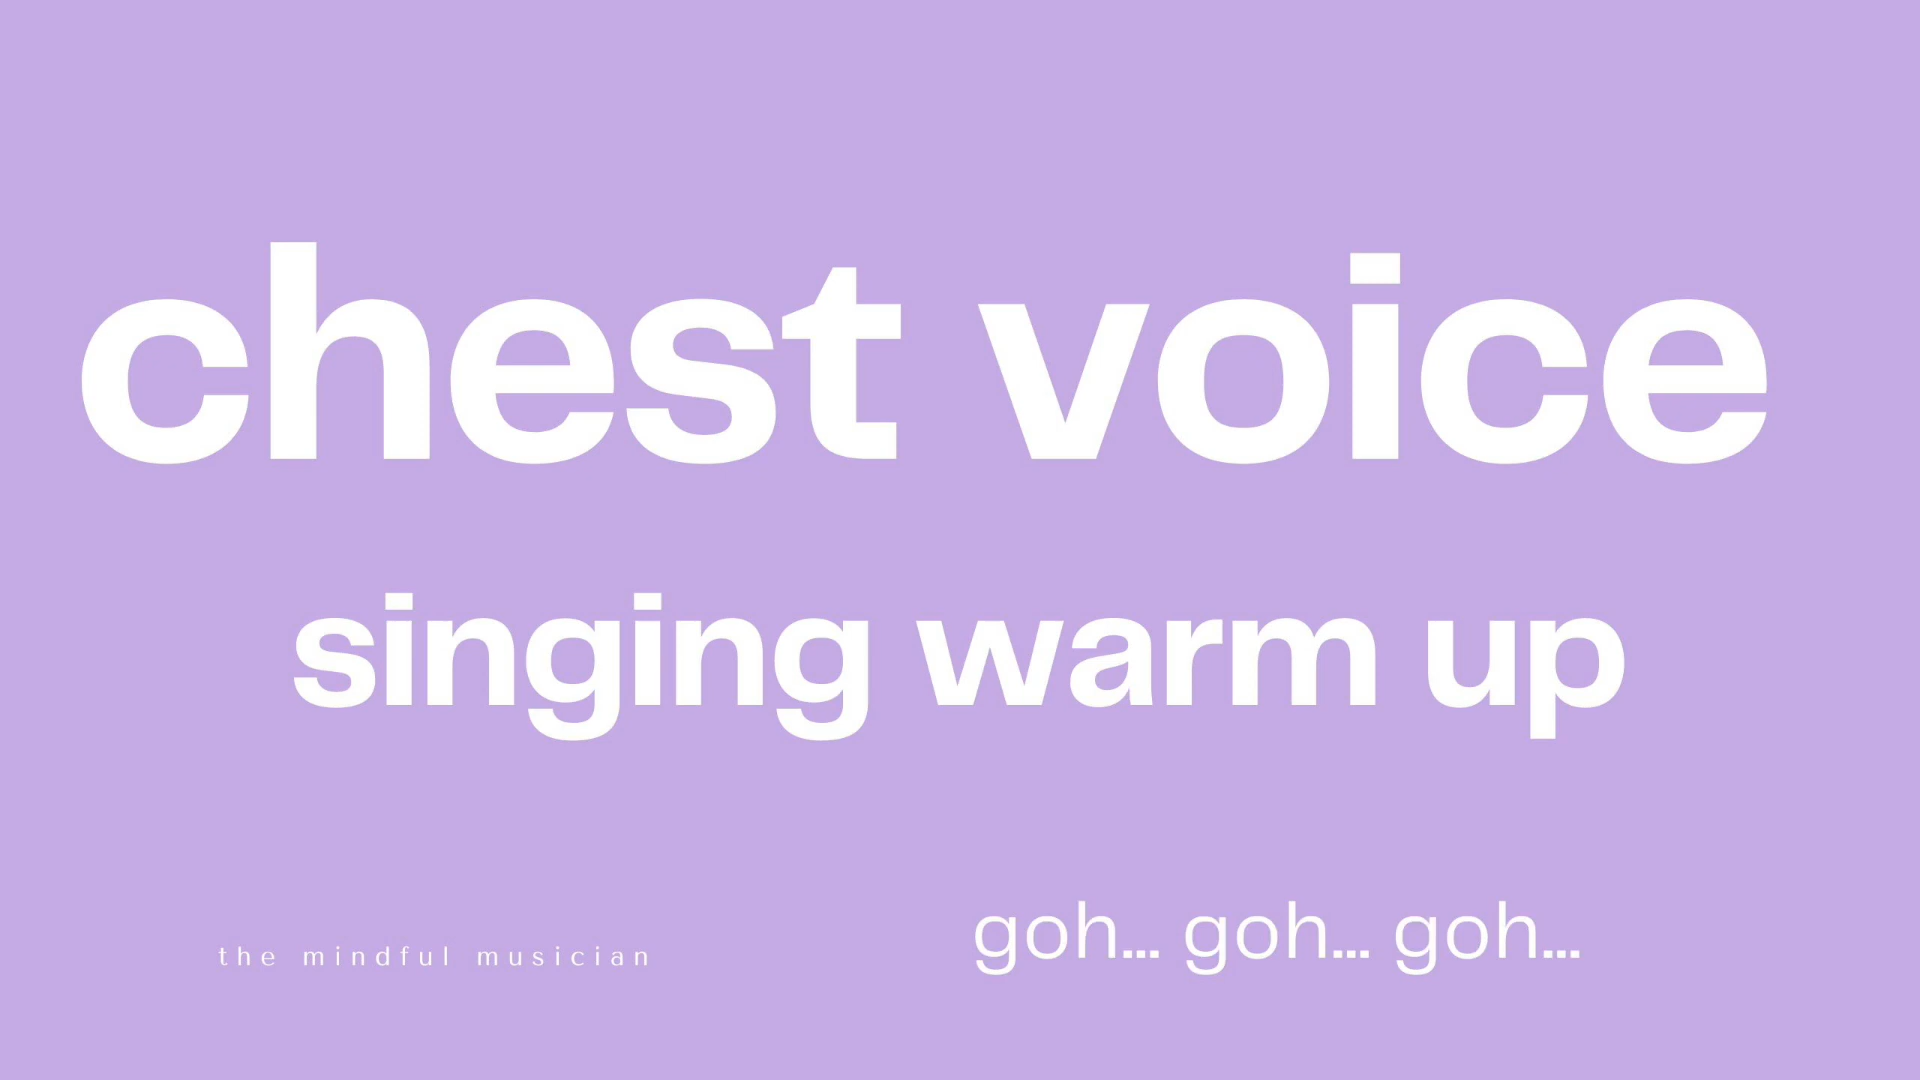 chest voice
singing warm up
the mindful musician
goh... goh... goh...